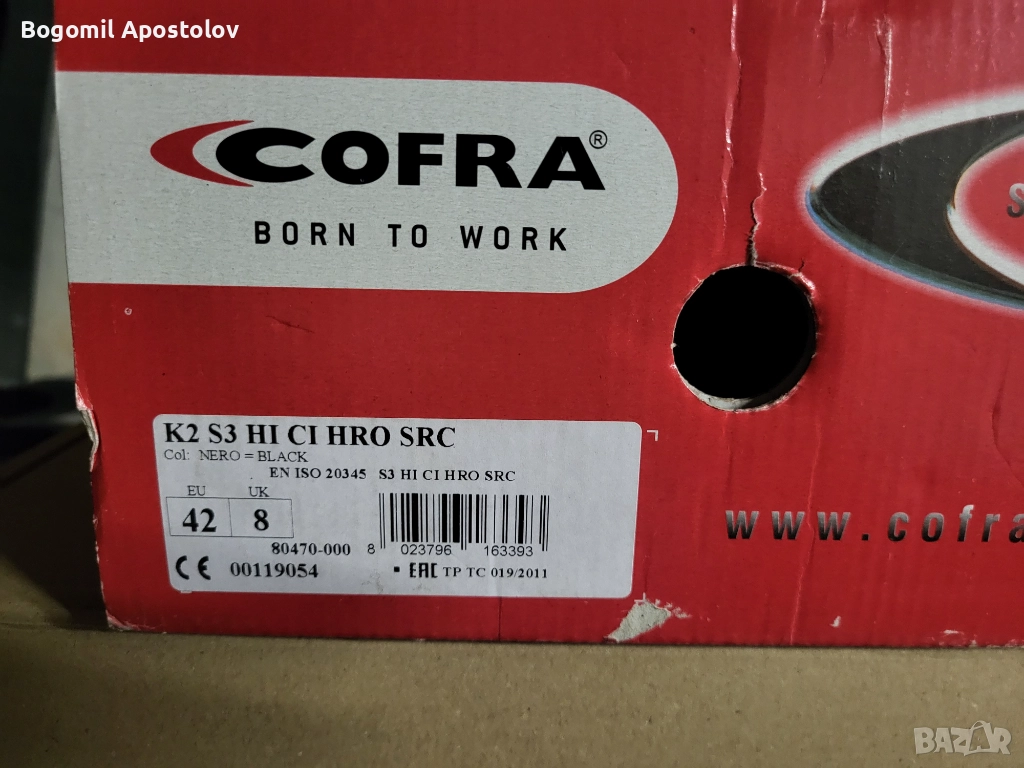 Bogomil Apostolov
COFRA®
BORN TO WORK
K2 S3 HI CI HRO SRC
Col: NERO = BLACK
EN ISO 20345 S3 HI CI HRO SRC
EU UK
42 8
80470-000 8 023796 163393
CE 00119054 EAC TP TC 019/2011
www.cofra
BAZAR